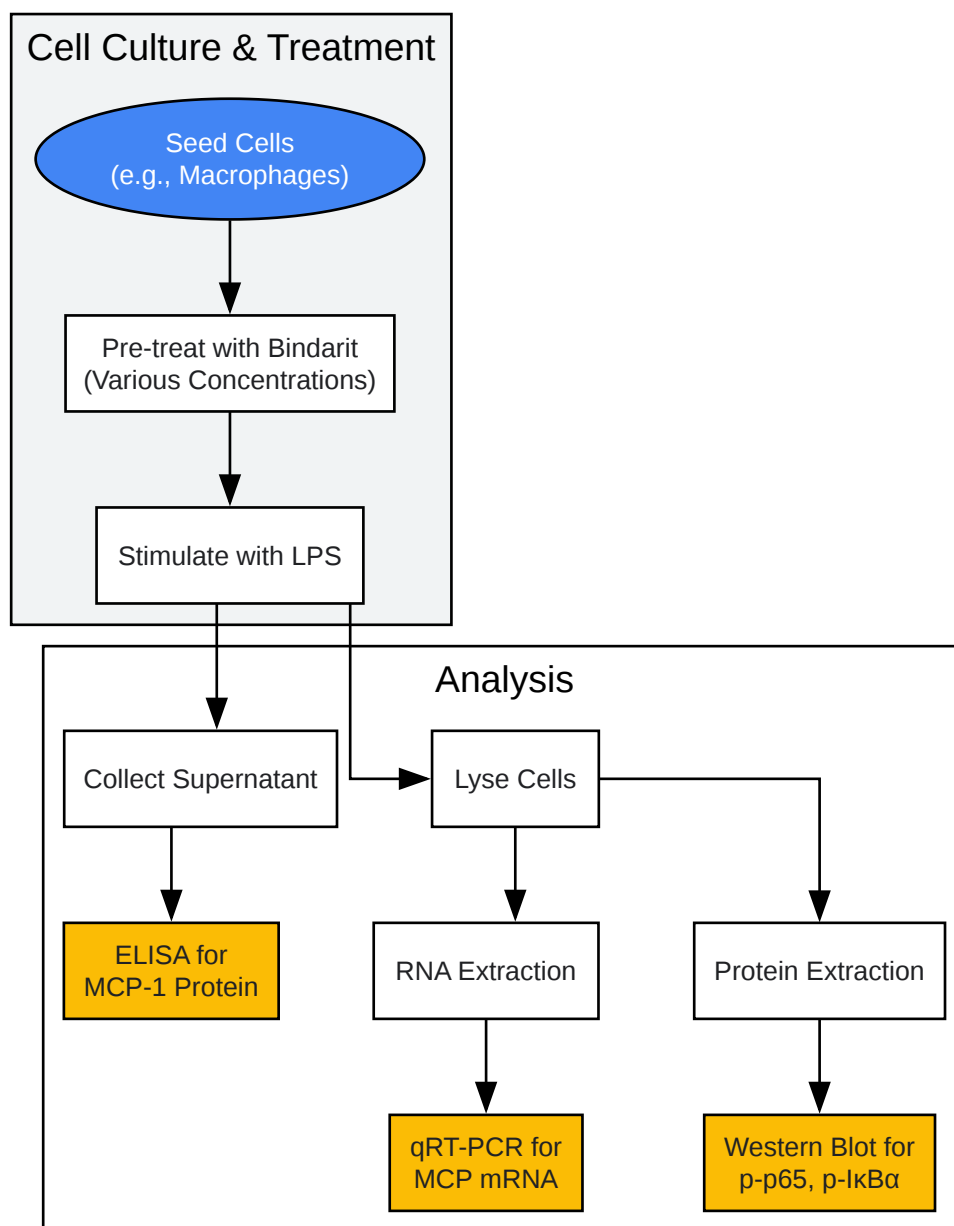 Cell Culture & Treatment
Seed Cells
(e.g., Macrophages)
Pre-treat with Bindarit
(Various Concentrations)
Stimulate with LPS
Analysis
Collect Supernatant
Lyse Cells
ELISA for
MCP-1 Protein
RNA Extraction
Protein Extraction
qRT-PCR for
MCP mRNA
Western Blot for
p-p65, p-IκBα